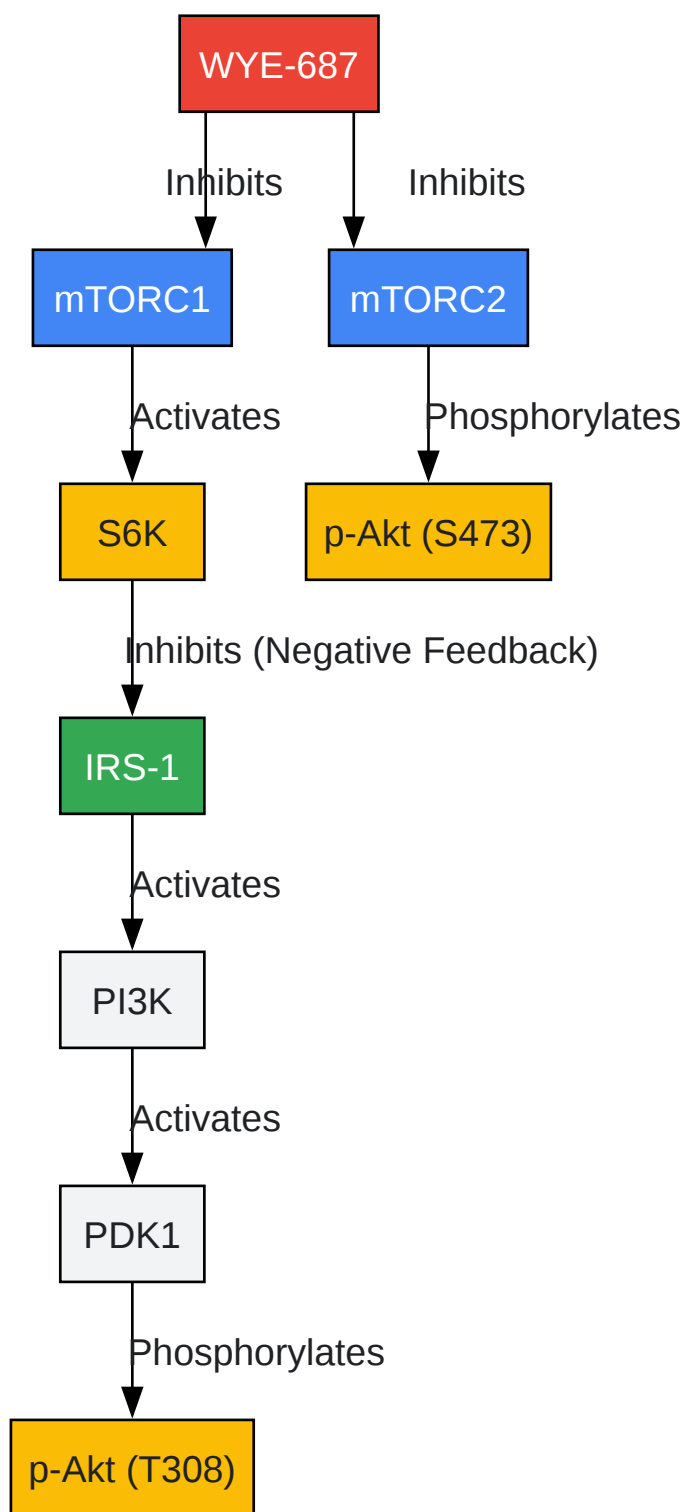 WYE-687
Inhibits
Inhibits
mTORC1
mTORC2
Activates
Phosphorylates
S6K
p-Akt (S473)
Inhibits (Negative Feedback)
IRS-1
Activates
PI3K
Activates
PDK1
Phosphorylates
p-Akt (T308)